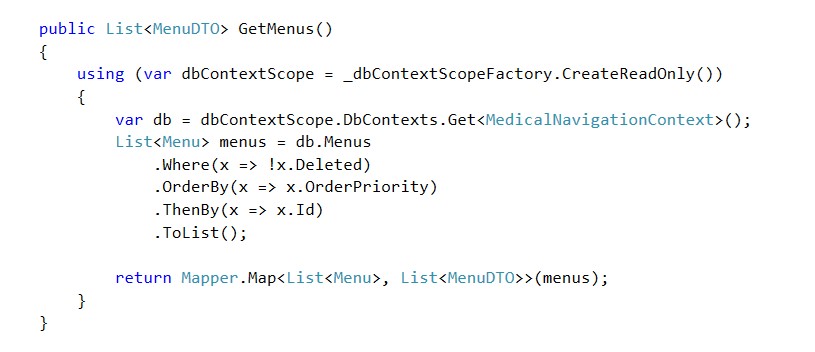 public List<MenuDTO> GetMenus()
{
    using (var dbContextScope = _dbContextScopeFactory.CreateReadOnly())
    {
        var db = dbContextScope.DbContexts.Get<MedicalNavigationContext>();
        List<Menu> menus = db.Menus
            .Where(x => !x.Deleted)
            .OrderBy(x => x.OrderPriority)
            .ThenBy(x => x.Id)
            .ToList();

        return Mapper.Map<List<Menu>, List<MenuDTO>>(menus);
    }
}